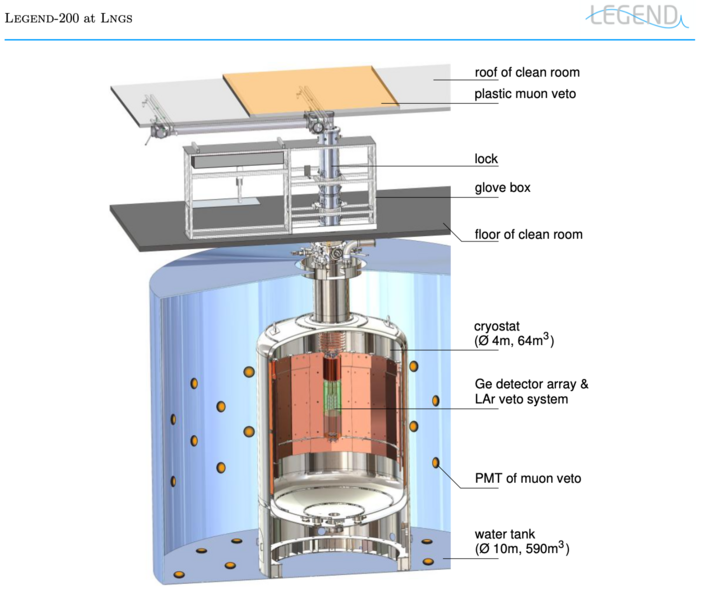 LEGEND-200 at LNGS
LEGEND
roof of clean room
plastic muon veto
lock
glove box
floor of clean room
cryostat
(Ø 4m, 64m³)
Ge detector array &
LAr veto system
PMT of muon veto
water tank
(Ø 10m, 590m³)